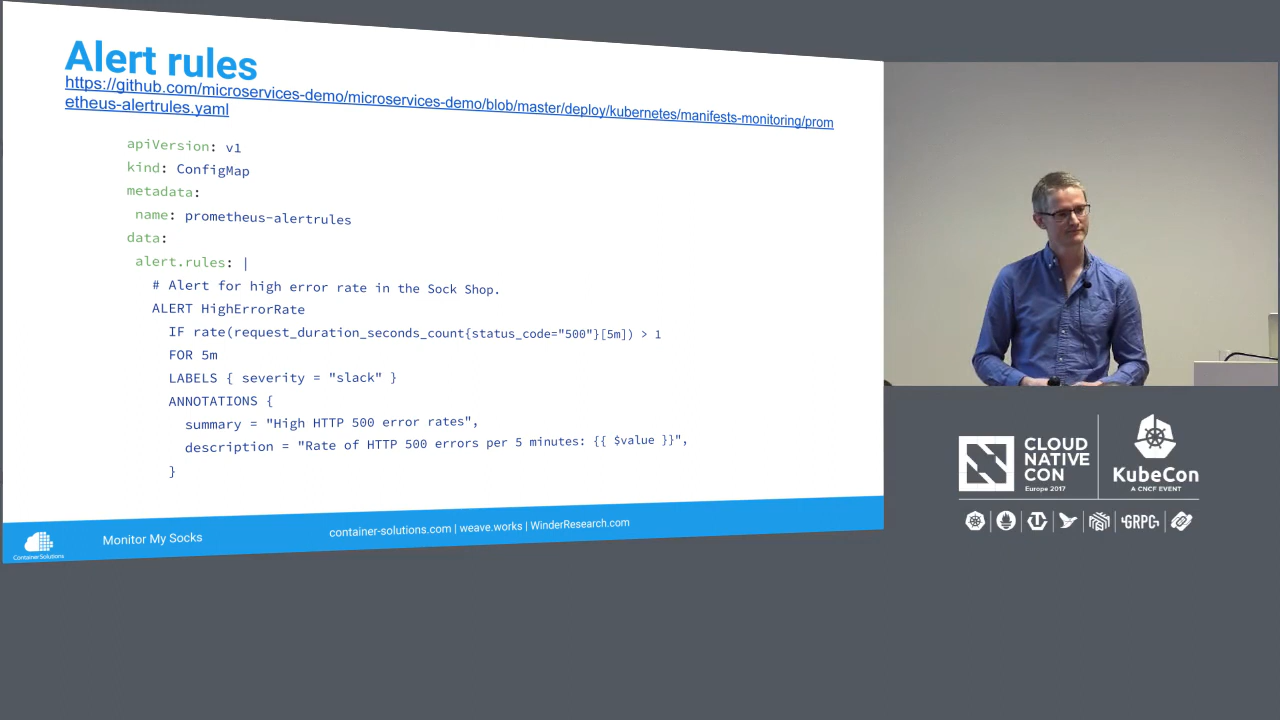 Alert rules
https://github.com/microservices-demo/microservices-demo/blob/master/deploy/kubernetes/manifests-monitoring/prom
etheus-alertrules.yaml
apiVersion: v1
kind: ConfigMap
metadata:
name: prometheus-alertrules
data:
alert.rules: |
# Alert for high error rate in the Sock Shop.
ALERT HighErrorRate
IF rate(request_duration_seconds_count{status_code="500"}[5m]) > 1
FOR 5m
LABELS { severity = "slack" }
ANNOTATIONS {
summary = "High HTTP 500 error rates",
description = "Rate of HTTP 500 errors per 5 minutes: {{ $value }}",
}
ContainerSolutions
Monitor My Socks
container-solutions.com | weave.works | WinderResearch.com
CLOUD
NATIVE
CON
Europe 2017
KubeCon
A CNCF EVENT
GRPC